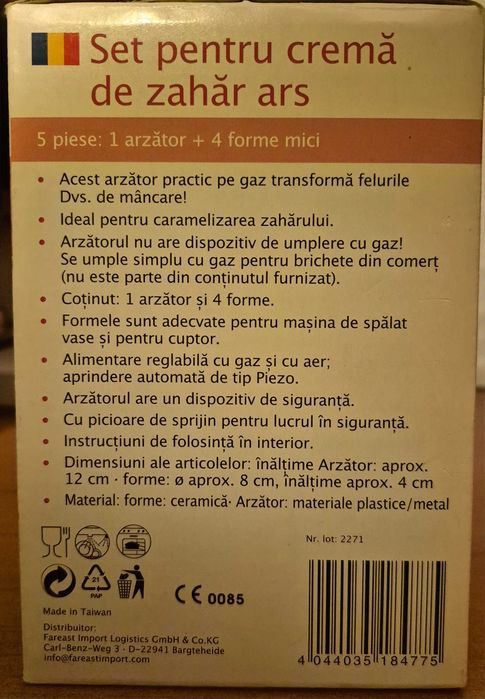 Set pentru cremă
de zahăr ars
5 piese: 1 arzător + 4 forme mici
• Acest arzător practic pe gaz transformă felurile
Dvs. de mâncare!
• Ideal pentru caramelizarea zahărului.
• Arzătorul nu are dispozitiv de umplere cu gaz!
Se umple simplu cu gaz pentru brichete din comerț
(nu este parte din conținutul furnizat).
• Coținut: 1 arzător și 4 forme.
• Formele sunt adecvate pentru mașina de spălat
vase și pentru cuptor.
• Alimentare reglabilă cu gaz și cu aer;
aprindere automată de tip Piezo.
• Arzătorul are un dispozitiv de siguranță.
• Cu picioare de sprijin pentru lucrul în siguranță.
• Instrucțiuni de folosință în interior.
• Dimensiuni ale articolelor: înălțime Arzător: aprox.
12 cm · forme: ø aprox. 8 cm, înălțime aprox. 4 cm
• Material: forme: ceramică· Arzător: materiale plastice/metal
Nr. lot: 2271
21
PAP
CE 0085
Made in Taiwan
Distribuitor:
Fareast Import Logistics GmbH & Co.KG
Carl-Benz-Weg 3 · D-22941 Bargteheide
info@fareastimport.com
4 044035 184775